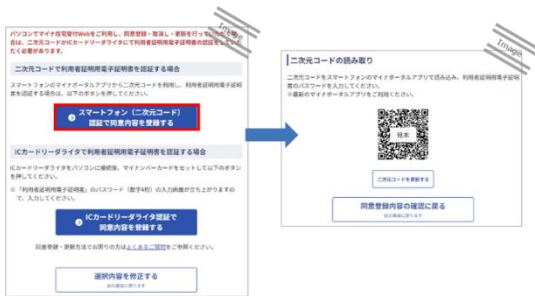 パソコンでマイナ在宅受付Webをご利用し、同意登録・取消し・更新を行っていただく場
合は、二次元コードかICカードリーダライタにて利用者証明用電子証明書の認証をしていた
だく必要があります。
二次元コードで利用者証明用電子証明書を認証する場合
スマートフォンのマイナポータルアプリから二次元コードを利用し、利用者証明用電子証明
書を認証する場合は、以下のボタンを押してください。
スマートフォン（二次元コード）
認証で同意内容を登録する
ICカードリーダライタで利用者証明用電子証明書を認証する場合
ICカードリーダライタをパソコンに接続後、マイナンバーカードをセットして以下のボタン
を押してください。
※「利用者証明用電子証明書」のパスワード（数字4桁）の入力画面が立ち上がりますの
で、入力してください。
ICカードリーダライタ認証で
同意内容を登録する
同意登録・更新方法でお困りの方はよくあるご質問をご参照ください。
選択内容を修正する
前の画面に戻ります
Image
二次元コードの読み取り
二次元コードをスマートフォンのマイナポータルアプリで読み込み、利用者証明用電子証明
書のパスワードを入力してください。
※最新のマイナポータルアプリをご利用ください。
見本
二次元コードを更新する
同意登録内容の確認に戻る
前の画面に戻ります
Image